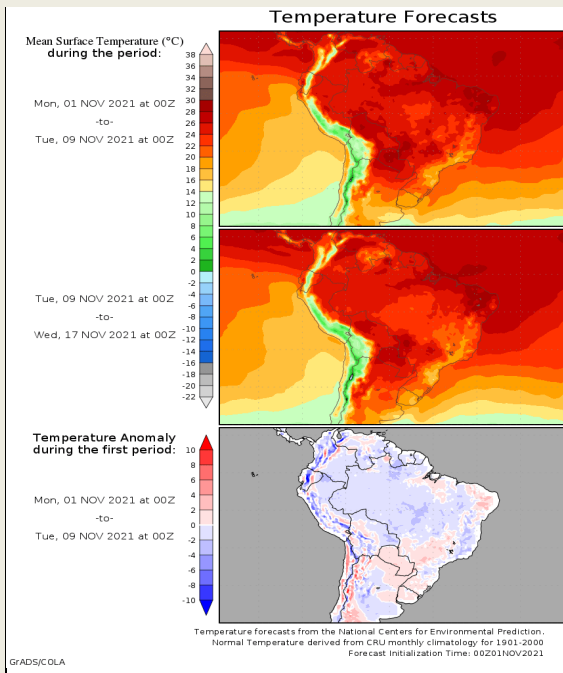 Temperature Forecasts
Mean Surface Temperature (°C)
during the period:
38
36
34
32
30
28
26
24
22
20
18
16
14
12
10
8
6
4
2
0
-2
-4
-6
-8
-10
-12
-14
-16
-18
-20
-22
Mon, 01 NOV 2021 at 00Z
-to-
Tue, 09 NOV 2021 at 00Z
Tue, 09 NOV 2021 at 00Z
-to-
Wed, 17 NOV 2021 at 00Z
Temperature Anomaly
during the first period:
10
8
6
4
2
0
-2
-4
-6
-8
-10
Mon, 01 NOV 2021 at 00Z
-to-
Tue, 09 NOV 2021 at 00Z
Temperature forecasts from the National Centers for Environmental Prediction.
Normal Temperature derived from CRU monthly climatology for 1901-2000
Forecast Initialization Time: 00Z01NOV2021
GrADS/COLA